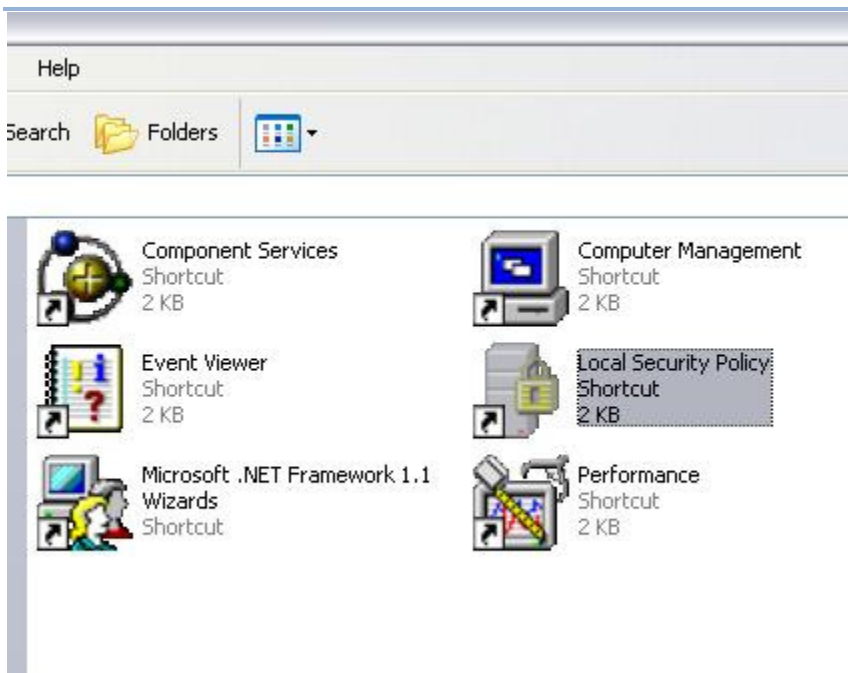 Help
Search
Folders
Component Services
Shortcut
2 KB
Computer Management
Shortcut
2 KB
Event Viewer
Shortcut
2 KB
Local Security Policy
Shortcut
2 KB
Microsoft .NET Framework 1.1
Wizards
Shortcut
Performance
Shortcut
2 KB